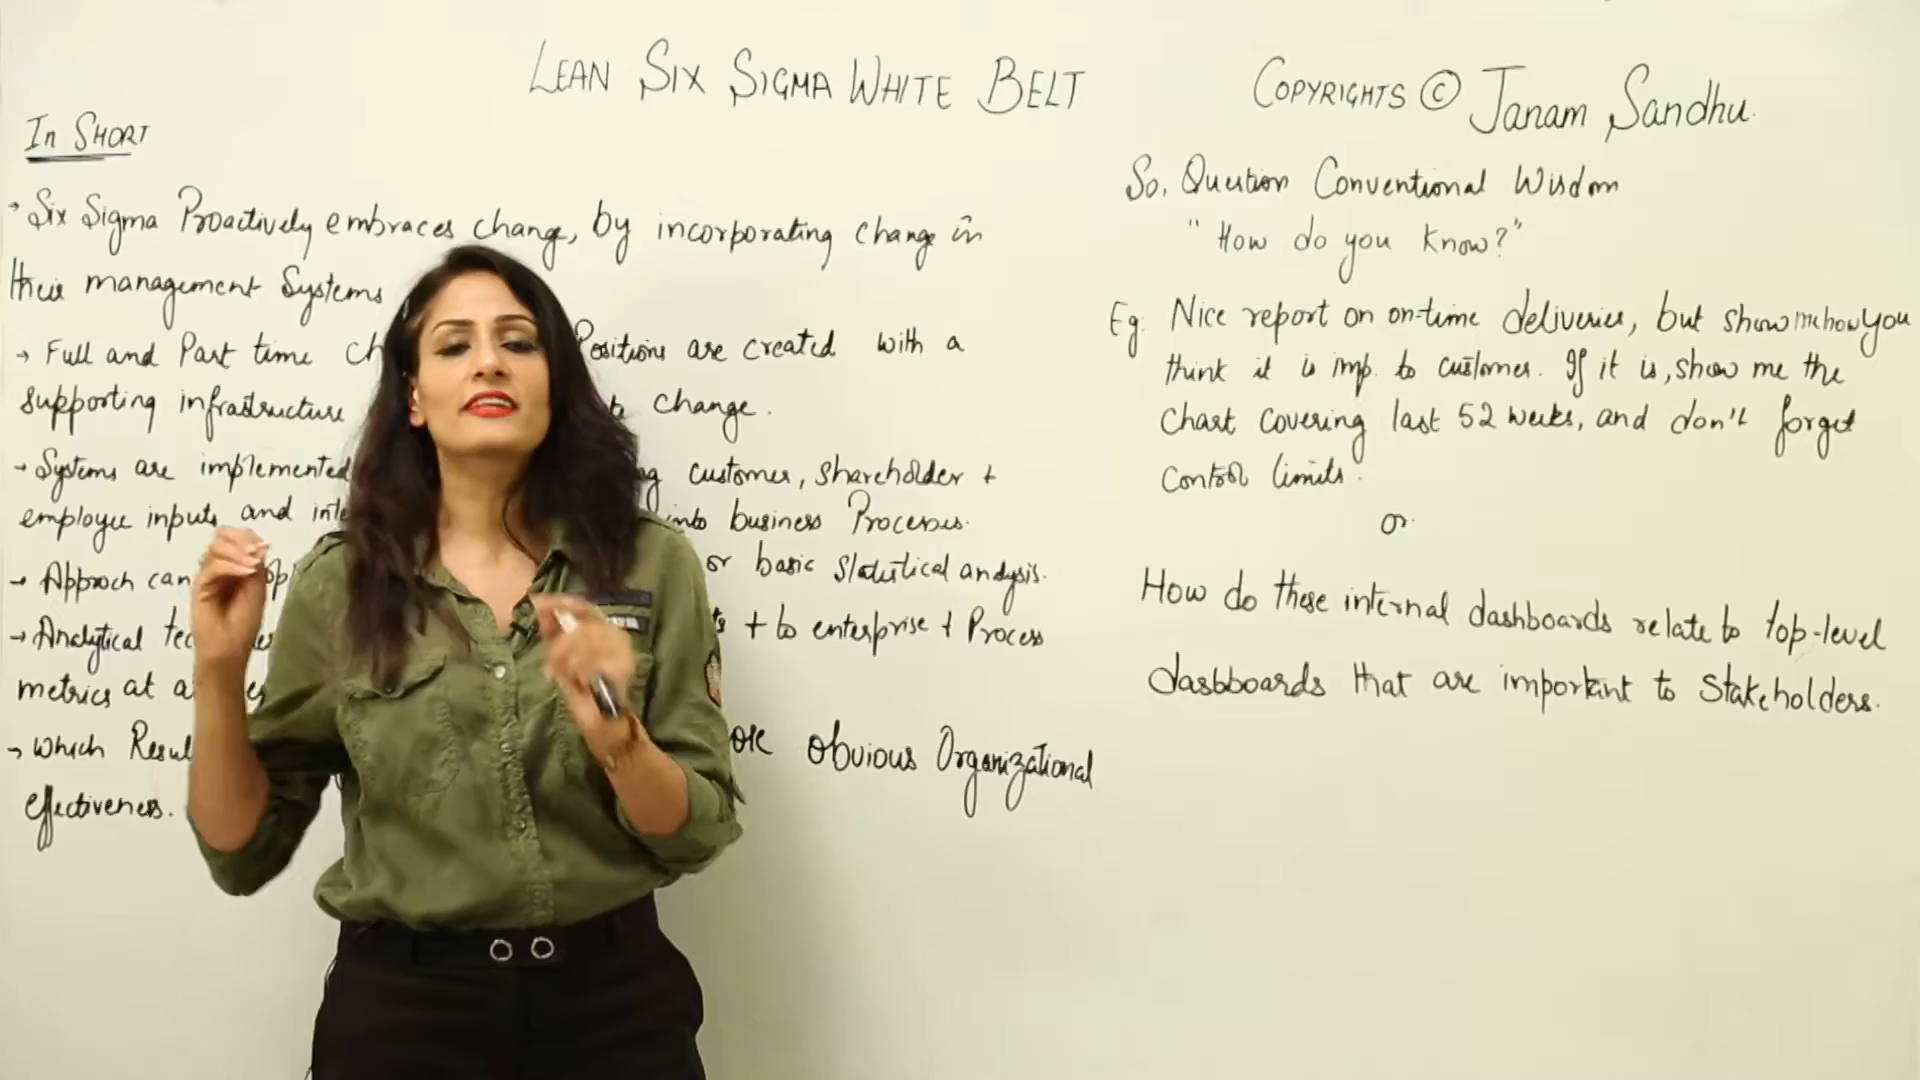 LEAN SIX SIGMA WHITE BELT
COPYRIGHTS © Janam Sandhu.
In SHORT
Six Sigma Proactively embraces change, by incorporating change in
their management Systems
→ Full and Part time Positions are created with a
supporting infrastructure change.
→ Systems are implemented customer, shareholder +
employee inputs and into business Processes.
→ Approch can or basic Statistical analysis.
→ Analytical + to enterprise + Process
metrics at a
→ which obvious Organizational
effectiveness.
So, Question Conventional Wisdom
"How do you know?"
Eg: Nice report on on-time deliveries, but show me how you
think it is imp. to customer. If it is, show me the
chart covering last 52 weeks, and don't forget
control limits.
or
How do these internal dashboards relate to top-level
dashboards that are important to stakeholders.